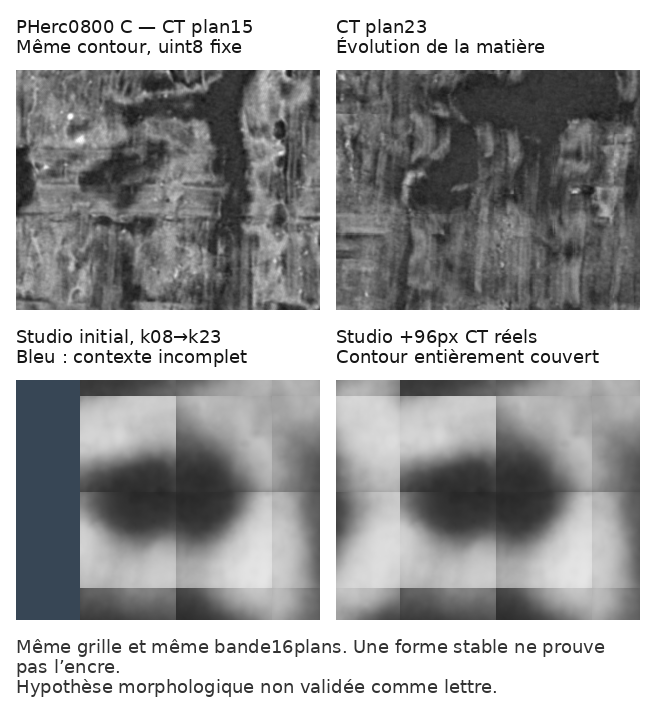 PHerc0800 C — CT plan15
Même contour, uint8 fixe
CT plan23
Évolution de la matière
Studio initial, k08→k23
Bleu : contexte incomplet
Studio +96px CT réels
Contour entièrement couvert
Même grille et même bande16plans. Une forme stable ne prouve
pas l’encre.
Hypothèse morphologique non validée comme lettre.